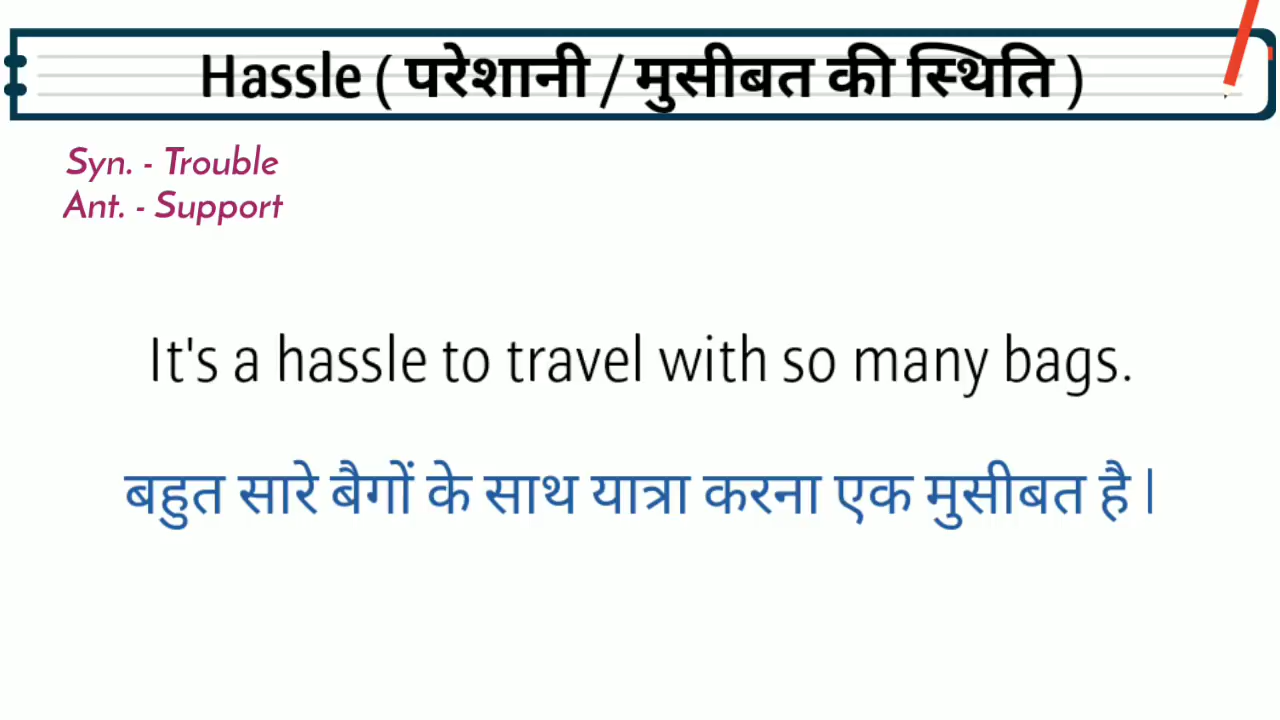 Hassle ( परेशानी / मुसीबत की स्थिति )
Syn. - Trouble
Ant. - Support
It's a hassle to travel with so many bags.
बहुत सारे बैगों के साथ यात्रा करना एक मुसीबत है |